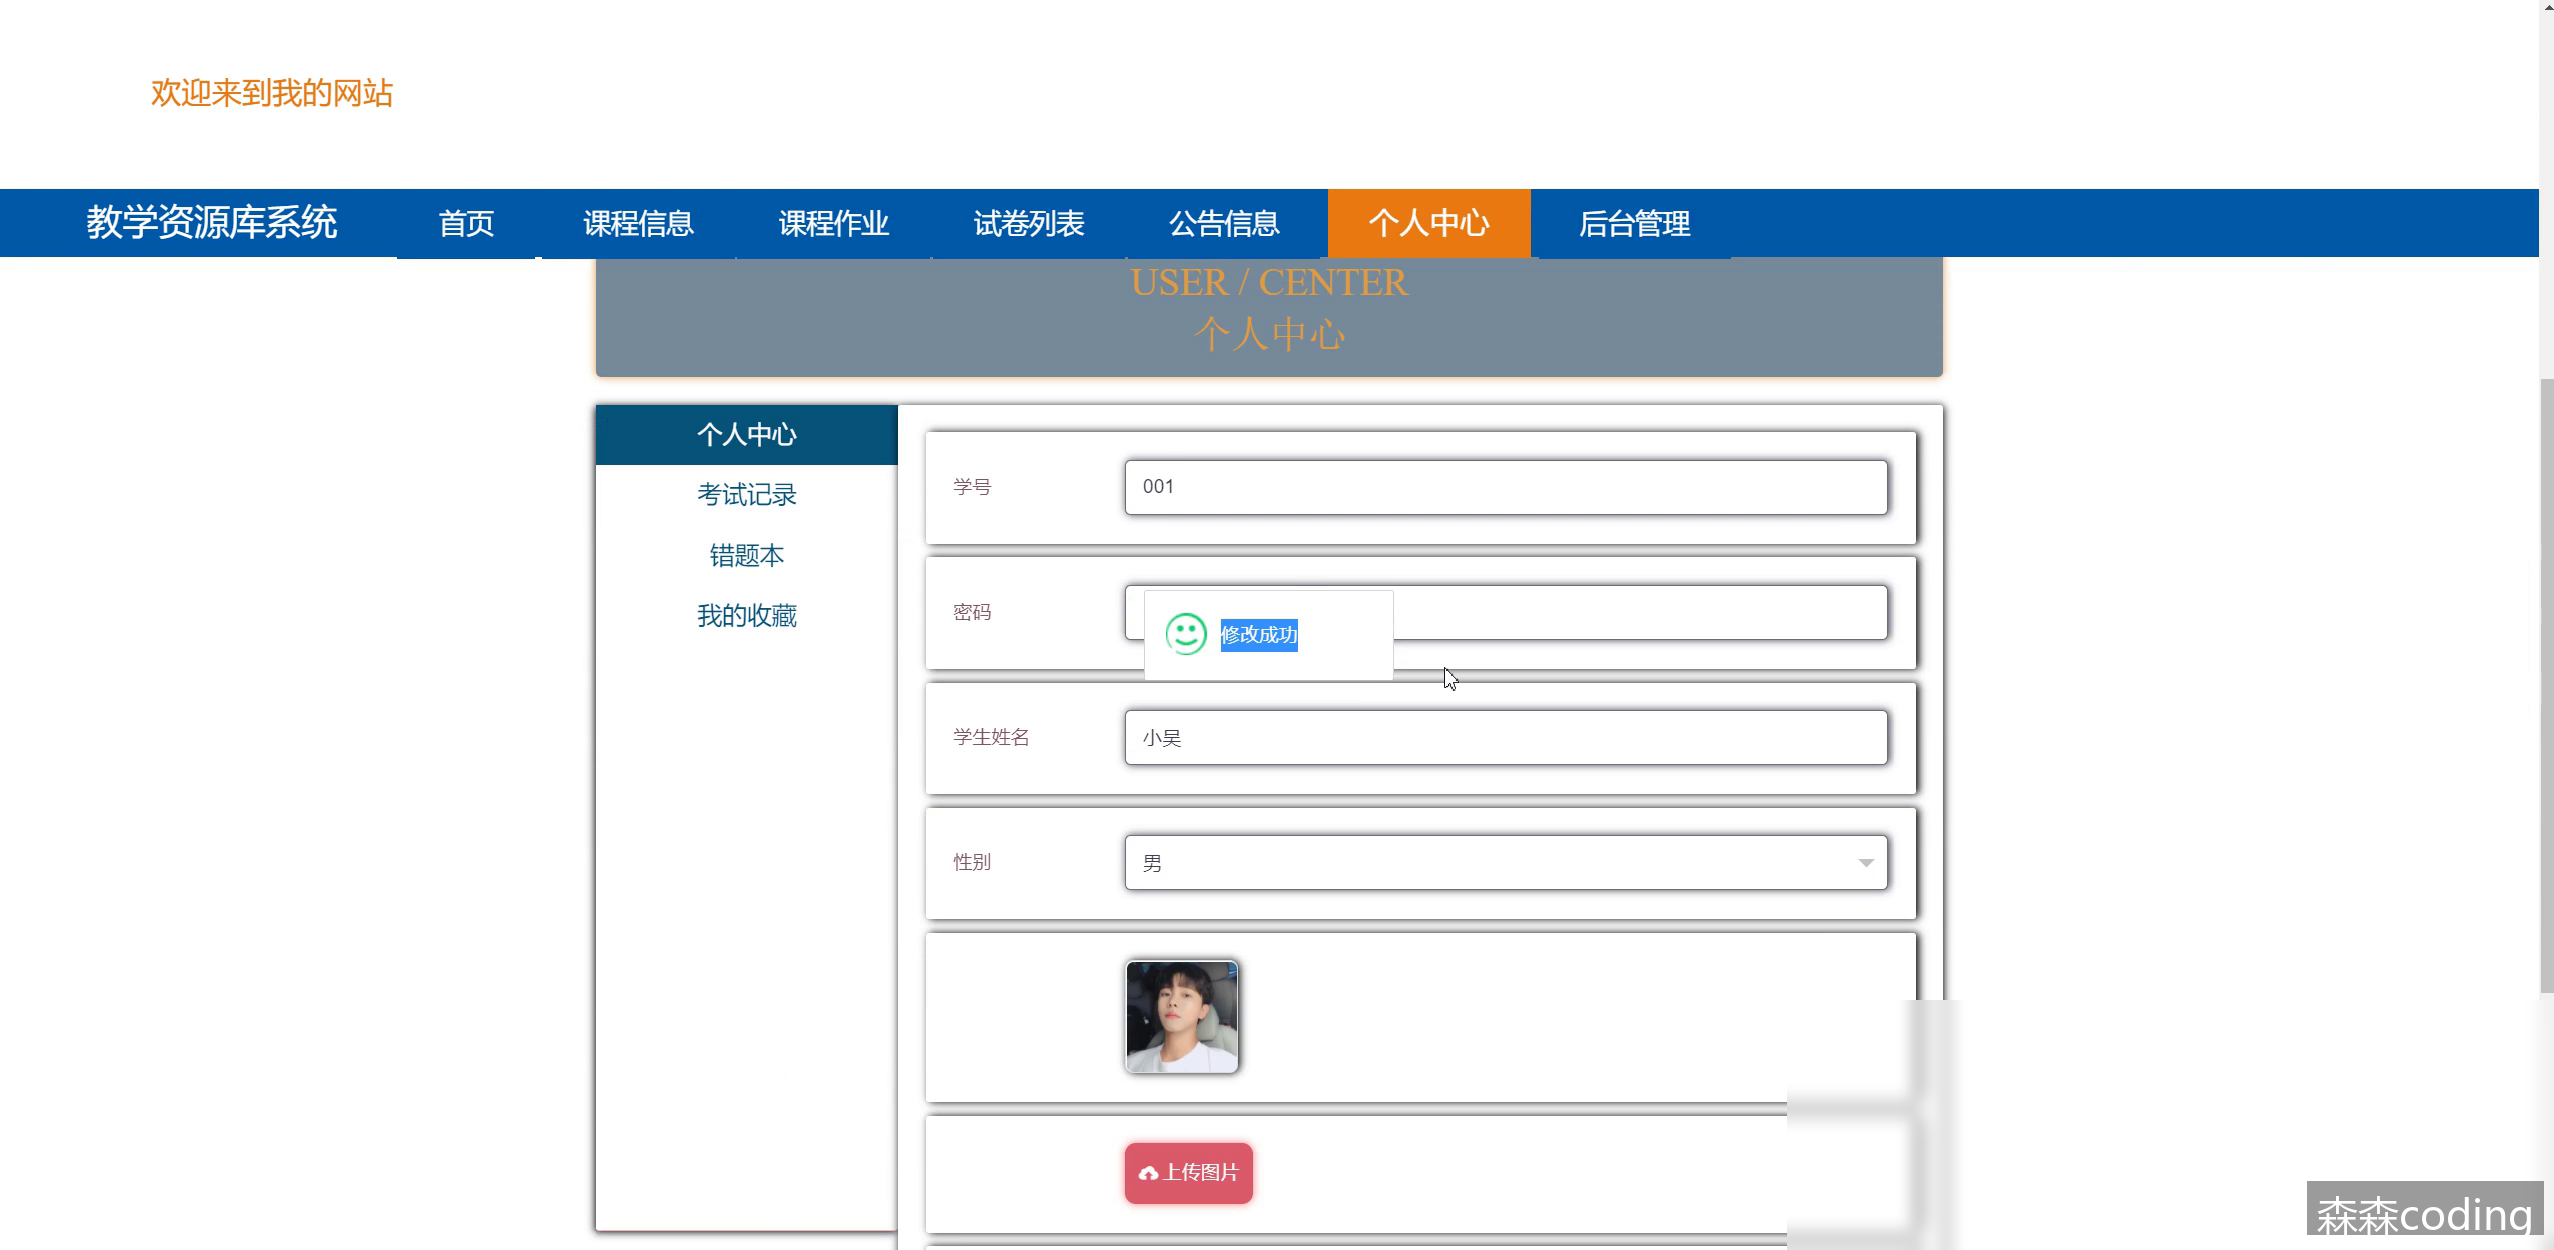 欢迎来到我的网站
教学资源库系统 首页 课程信息 课程作业 试卷列表 公告信息 个人中心 后台管理
USER / CENTER
个人中心
个人中心
考试记录
错题本
我的收藏
学号 001
密码
修改成功
学生姓名 小吴
性别 男
上传图片
森森coding